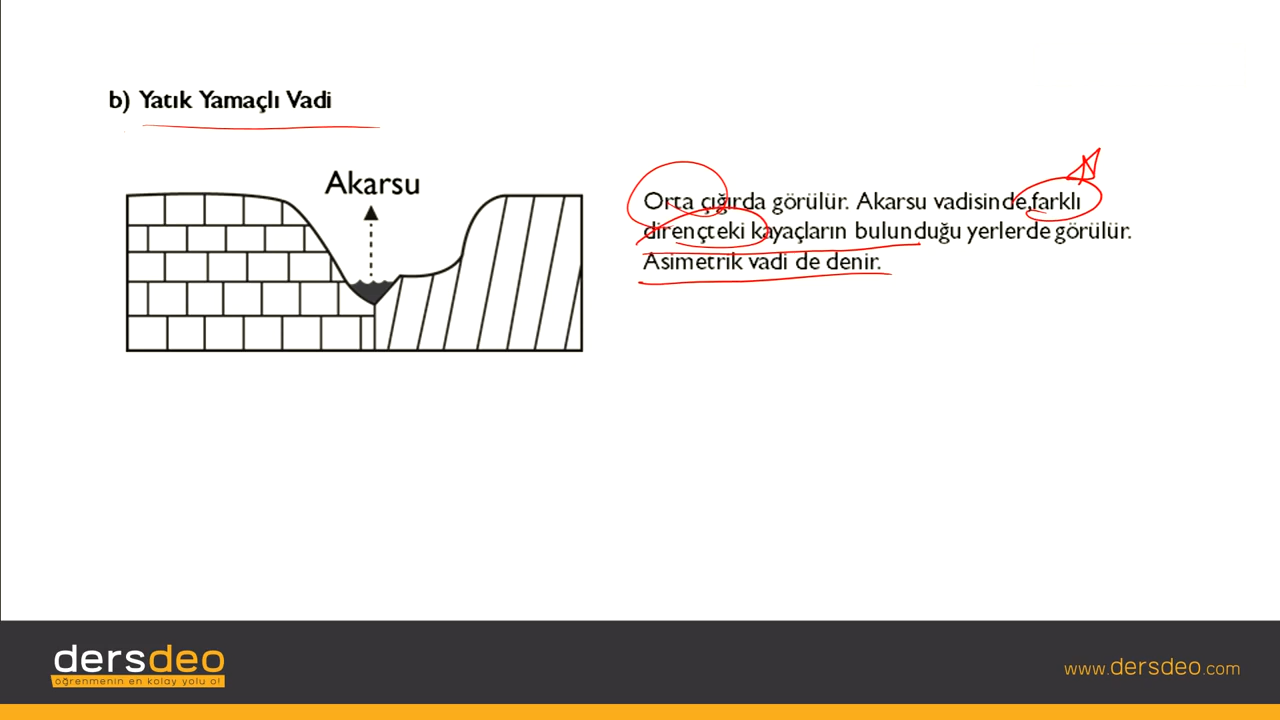 b) Yatık Yamaçlı Vadi
Akarsu
Orta çığırda görülür. Akarsu vadisinde,farklı
dirençteki kayaçların bulunduğu yerlerde görülür.
Asimetrik vadi de denir.
dersdeo
öğrenmenin en kolay yolu o!
www.dersdeo.com